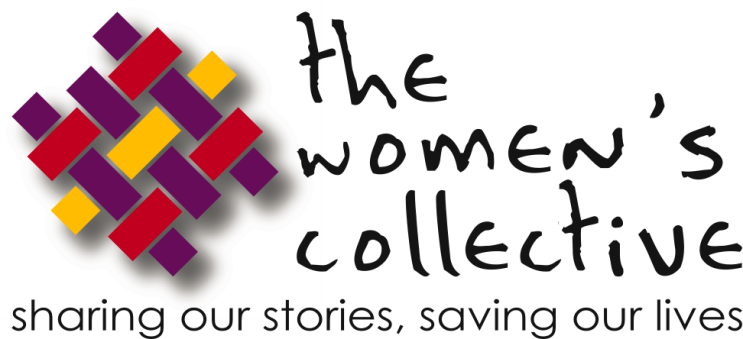 the
women's
collective
sharing our stories, saving our lives